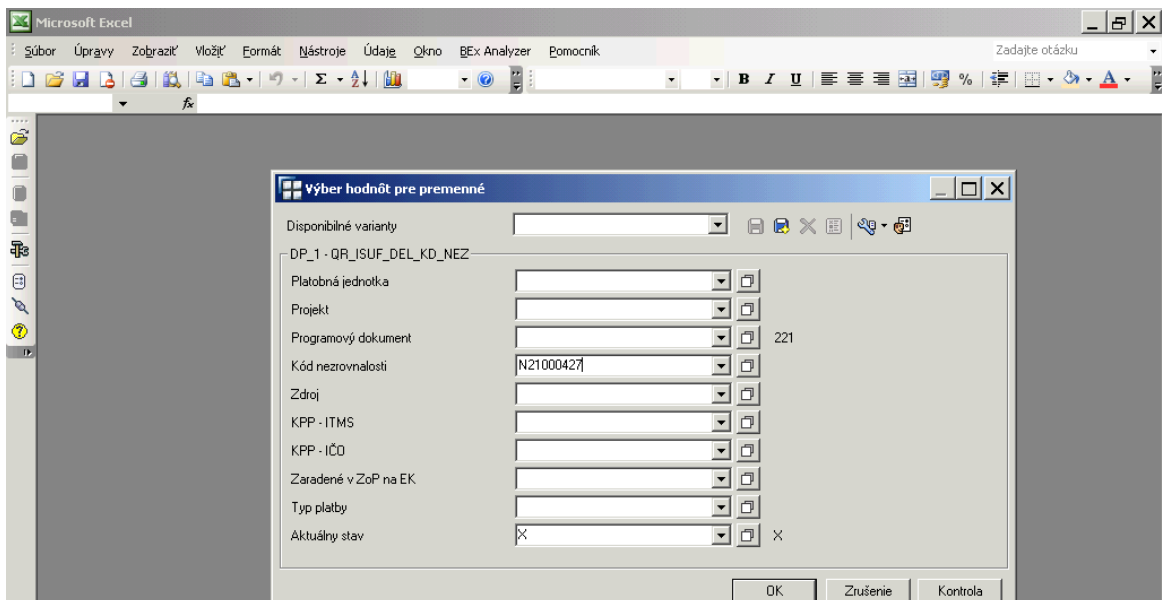 Microsoft Excel
Súbor Úpravy Zobraziť Vložiť Formát Nástroje Údaje Okno BEx Analyzer Pomocník Zadajte otázku
Σ B I U % A
fx
Výber hodnôt pre premenné
Disponibilné varianty
DP_1 - QR_ISUF_DEL_KD_NEZ
Platobná jednotka
Projekt
Programový dokument 221
Kód nezrovnalosti N21000427
Zdroj
KPP - ITMS
KPP - IČO
Zaradené v ZoP na EK
Typ platby
Aktuálny stav X X
OK Zrušenie Kontrola